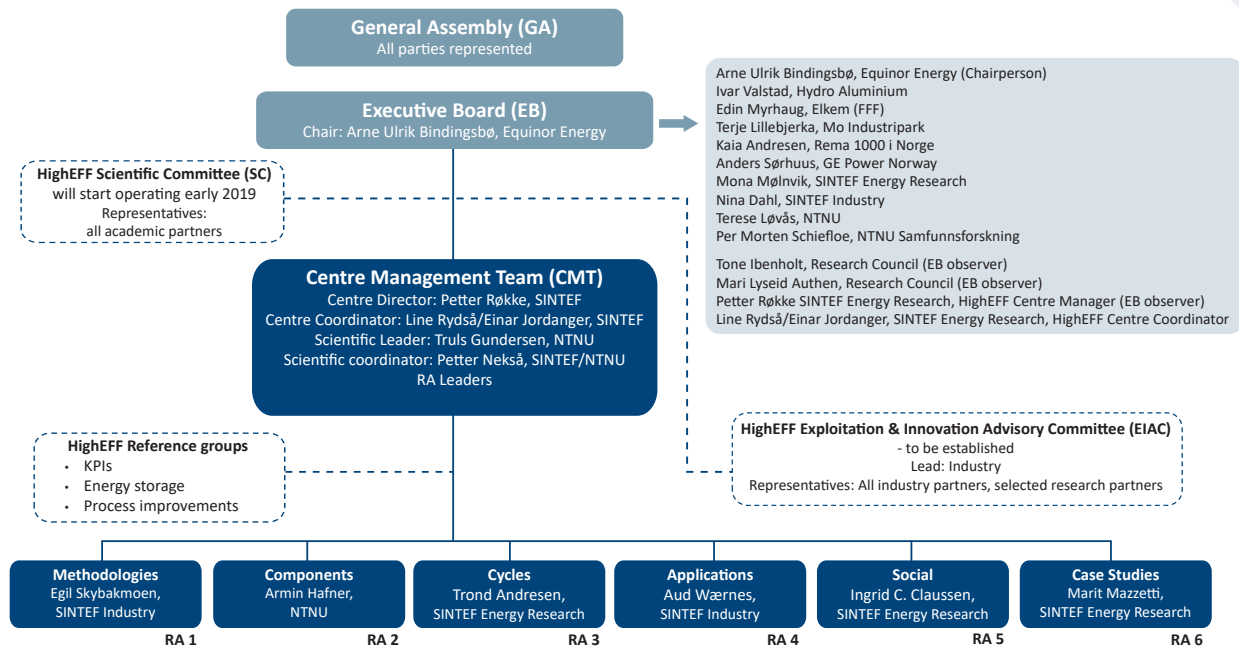 General Assembly (GA)
All parties represented
Executive Board (EB)
Chair: Arne Ulrik Bindingsbø, Equinor Energy
Arne Ulrik Bindingsbø, Equinor Energy (Chairperson)
Ivar Valstad, Hydro Aluminium
Edin Myrhaug, Elkem (FFF)
Terje Lillebjerka, Mo Industripark
Kaia Andresen, Rema 1000 i Norge
Anders Sørhuus, GE Power Norway
Mona Mølnvik, SINTEF Energy Research
Nina Dahl, SINTEF Industry
Terese Løvås, NTNU
Per Morten Schiefloe, NTNU Samfunnsforskning
Tone Ibenholt, Research Council (EB observer)
Mari Lyseid Authen, Research Council (EB observer)
Petter Røkke SINTEF Energy Research, HighEFF Centre Manager (EB observer)
Line Rydså/Einar Jordanger, SINTEF Energy Research, HighEFF Centre Coordinator
HighEFF Scientific Committee (SC)
will start operating early 2019
Representatives:
all academic partners
Centre Management Team (CMT)
Centre Director: Petter Røkke, SINTEF
Centre Coordinator: Line Rydså/Einar Jordanger, SINTEF
Scientific Leader: Truls Gundersen, NTNU
Scientific coordinator: Petter Nekså, SINTEF/NTNU
RA Leaders
HighEFF Reference groups
• KPIs
• Energy storage
• Process improvements
HighEFF Exploitation & Innovation Advisory Committee (EIAC)
- to be established
Lead: Industry
Representatives: All industry partners, selected research partners
Methodologies
Egil Skybakmoen,
SINTEF Industry
RA 1
Components
Armin Hafner,
NTNU
RA 2
Cycles
Trond Andresen,
SINTEF Energy Research
RA 3
Applications
Aud Wærnes,
SINTEF Industry
RA 4
Social
Ingrid C. Claussen,
SINTEF Energy Research
RA 5
Case Studies
Marit Mazzetti,
SINTEF Energy Research
RA 6